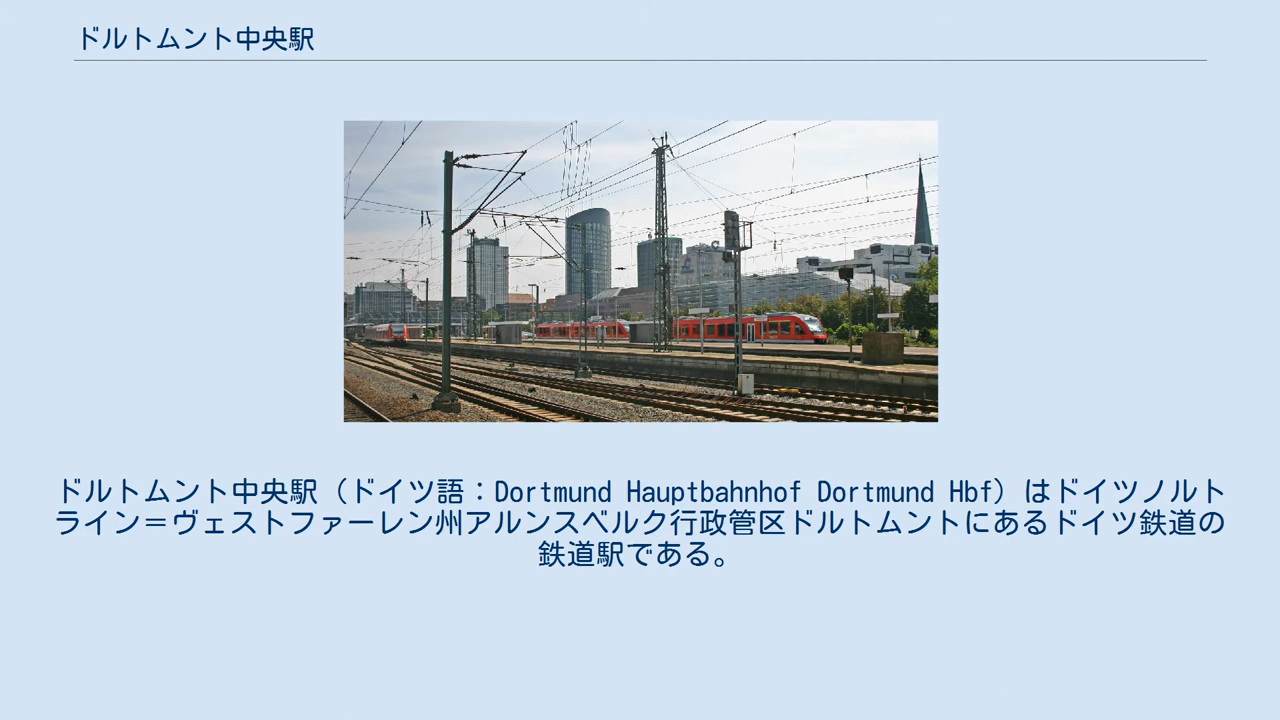 ドルトムント中央駅
ドルトムント中央駅（ドイツ語：Dortmund Hauptbahnhof Dortmund Hbf）はドイツノルト
ライン＝ヴェストファーレン州アルンスベルク行政管区ドルトムントにあるドイツ鉄道の
鉄道駅である。